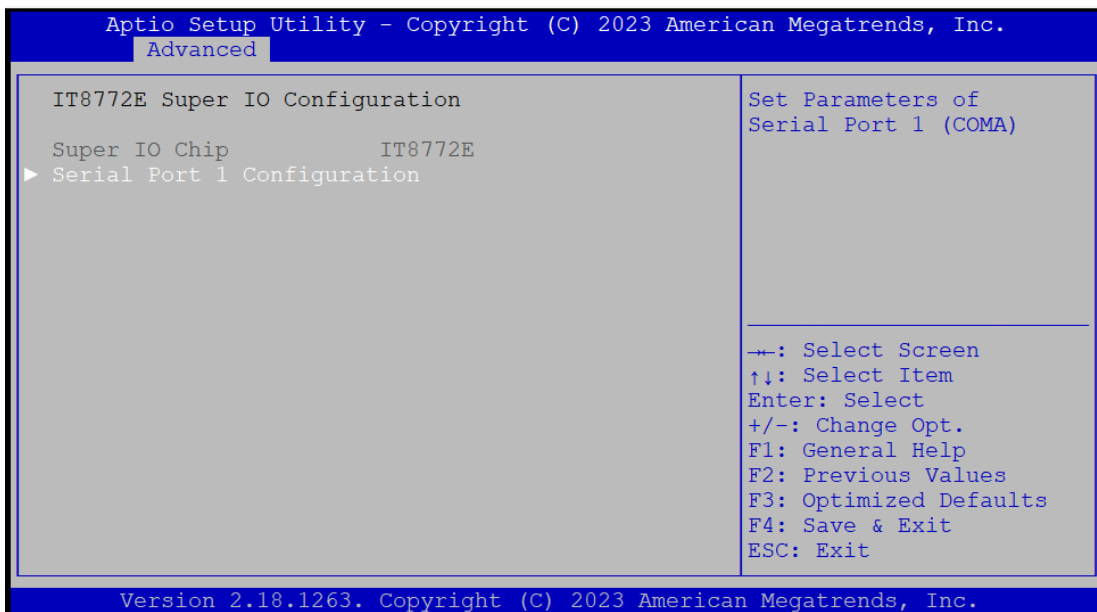 Aptio Setup Utility – Copyright (C) 2023 American Megatrends, Inc.
Advanced
IT8772E Super IO Configuration
Super IO Chip IT8772E
► Serial Port 1 Configuration
Set Parameters of
Serial Port 1 (COMA)
→←: Select Screen
↑↓: Select Item
Enter: Select
+/-: Change Opt.
F1: General Help
F2: Previous Values
F3: Optimized Defaults
F4: Save & Exit
ESC: Exit
Version 2.18.1263. Copyright (C) 2023 American Megatrends, Inc.